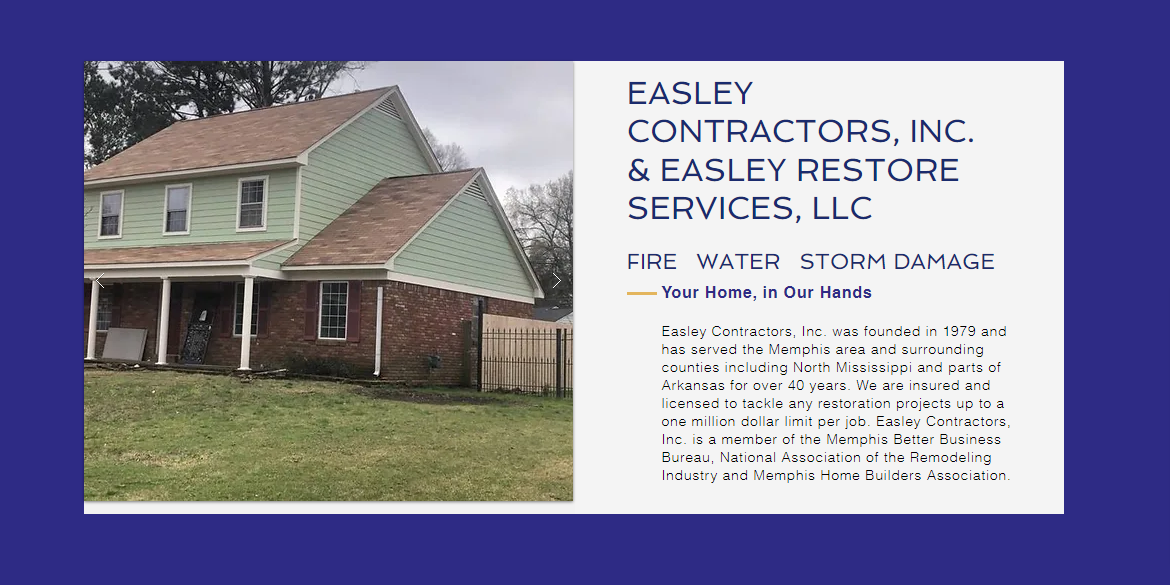 EASLEY
CONTRACTORS, INC.
& EASLEY RESTORE
SERVICES, LLC
FIRE WATER STORM DAMAGE
Your Home, in Our Hands
Easley Contractors, Inc. was founded in 1979 and
has served the Memphis area and surrounding
counties including North Mississippi and parts of
Arkansas for over 40 years. We are insured and
licensed to tackle any restoration projects up to a
one million dollar limit per job. Easley Contractors,
Inc. is a member of the Memphis Better Business
Bureau, National Association of the Remodeling
Industry and Memphis Home Builders Association.